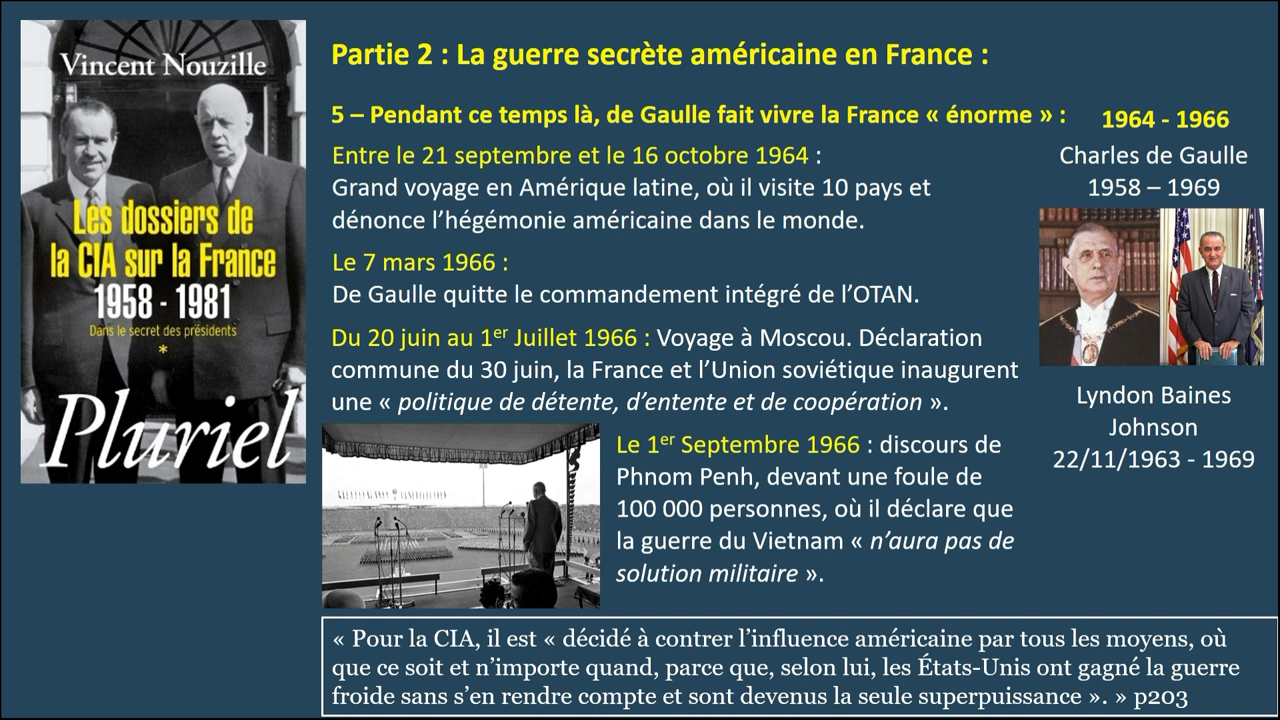 Vincent Nouzille
Les dossiers de
la CIA sur la France
1958 - 1981
Dans le secret des présidents
*
Pluriel
Partie 2 : La guerre secrète américaine en France :
5 – Pendant ce temps là, de Gaulle fait vivre la France « énorme » :
Entre le 21 septembre et le 16 octobre 1964 :
Grand voyage en Amérique latine, où il visite 10 pays et
dénonce l’hégémonie américaine dans le monde.
Le 7 mars 1966 :
De Gaulle quitte le commandement intégré de l’OTAN.
Du 20 juin au 1er Juillet 1966 : Voyage à Moscou. Déclaration
commune du 30 juin, la France et l’Union soviétique inaugurent
une « politique de détente, d’entente et de coopération ».
Le 1er Septembre 1966 : discours de
Phnom Penh, devant une foule de
100 000 personnes, où il déclare que
la guerre du Vietnam « n’aura pas de
solution militaire ».
1964 - 1966
Charles de Gaulle
1958 – 1969
Lyndon Baines
Johnson
22/11/1963 - 1969
« Pour la CIA, il est « décidé à contrer l’influence américaine par tous les moyens, où
que ce soit et n’importe quand, parce que, selon lui, les États-Unis ont gagné la guerre
froide sans s’en rendre compte et sont devenus la seule superpuissance ». » p203